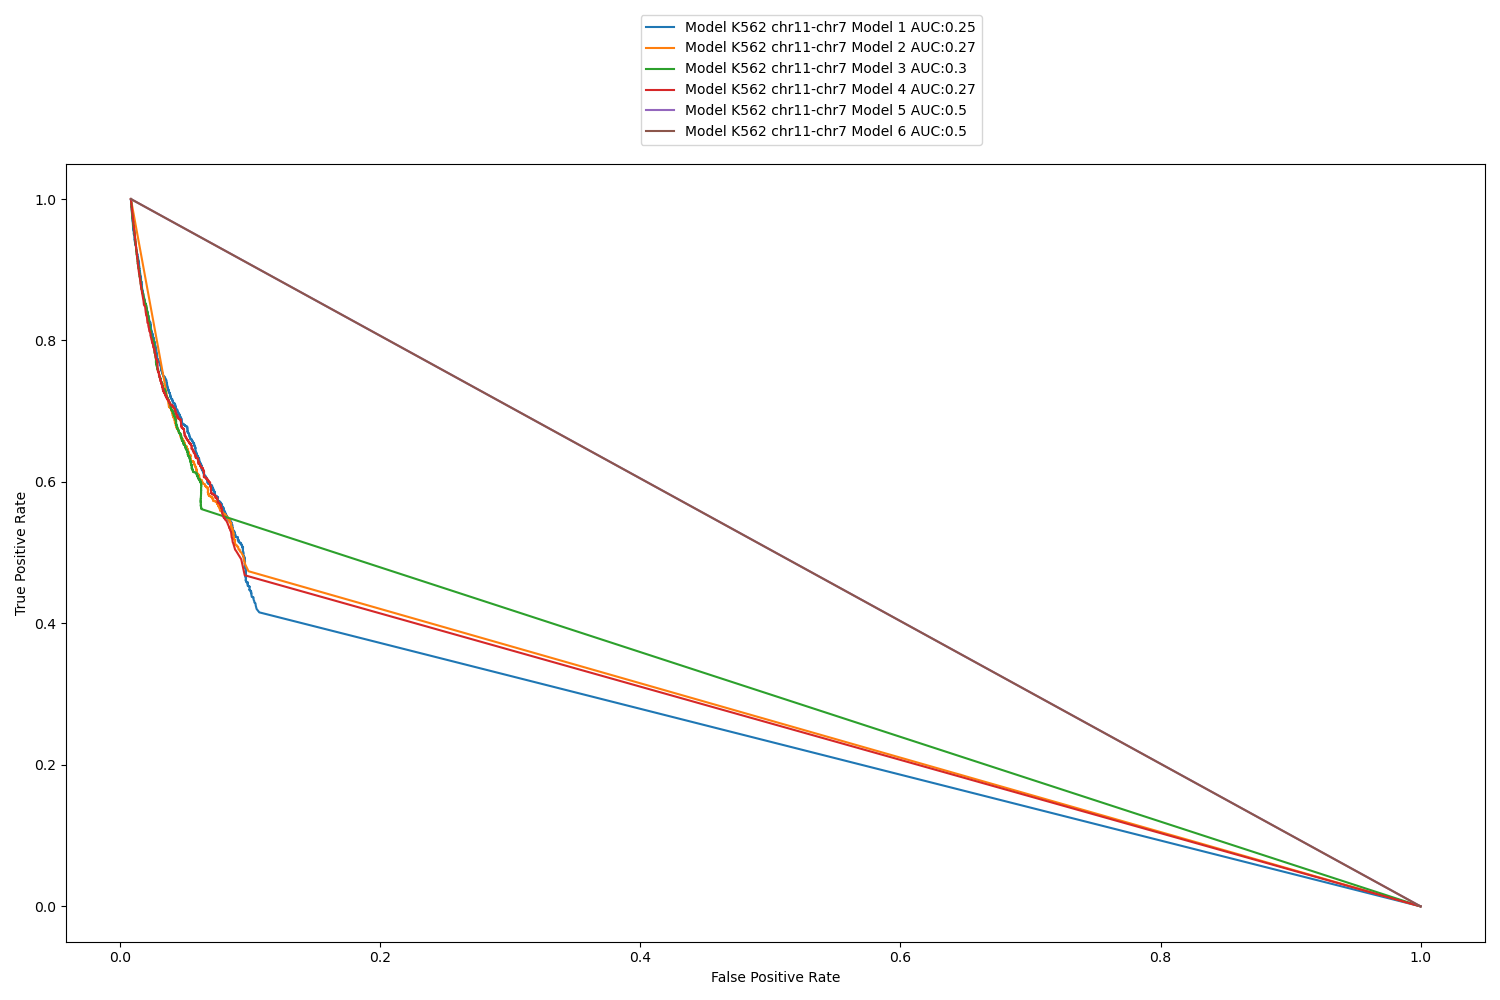 Model K562 chr11-chr7 Model 1 AUC:0.25
Model K562 chr11-chr7 Model 2 AUC:0.27
Model K562 chr11-chr7 Model 3 AUC:0.3
Model K562 chr11-chr7 Model 4 AUC:0.27
Model K562 chr11-chr7 Model 5 AUC:0.5
Model K562 chr11-chr7 Model 6 AUC:0.5
True Positive Rate
1.0
0.8
0.6
0.4
0.2
0.0
0.0 0.2 0.4 0.6 0.8 1.0
False Positive Rate